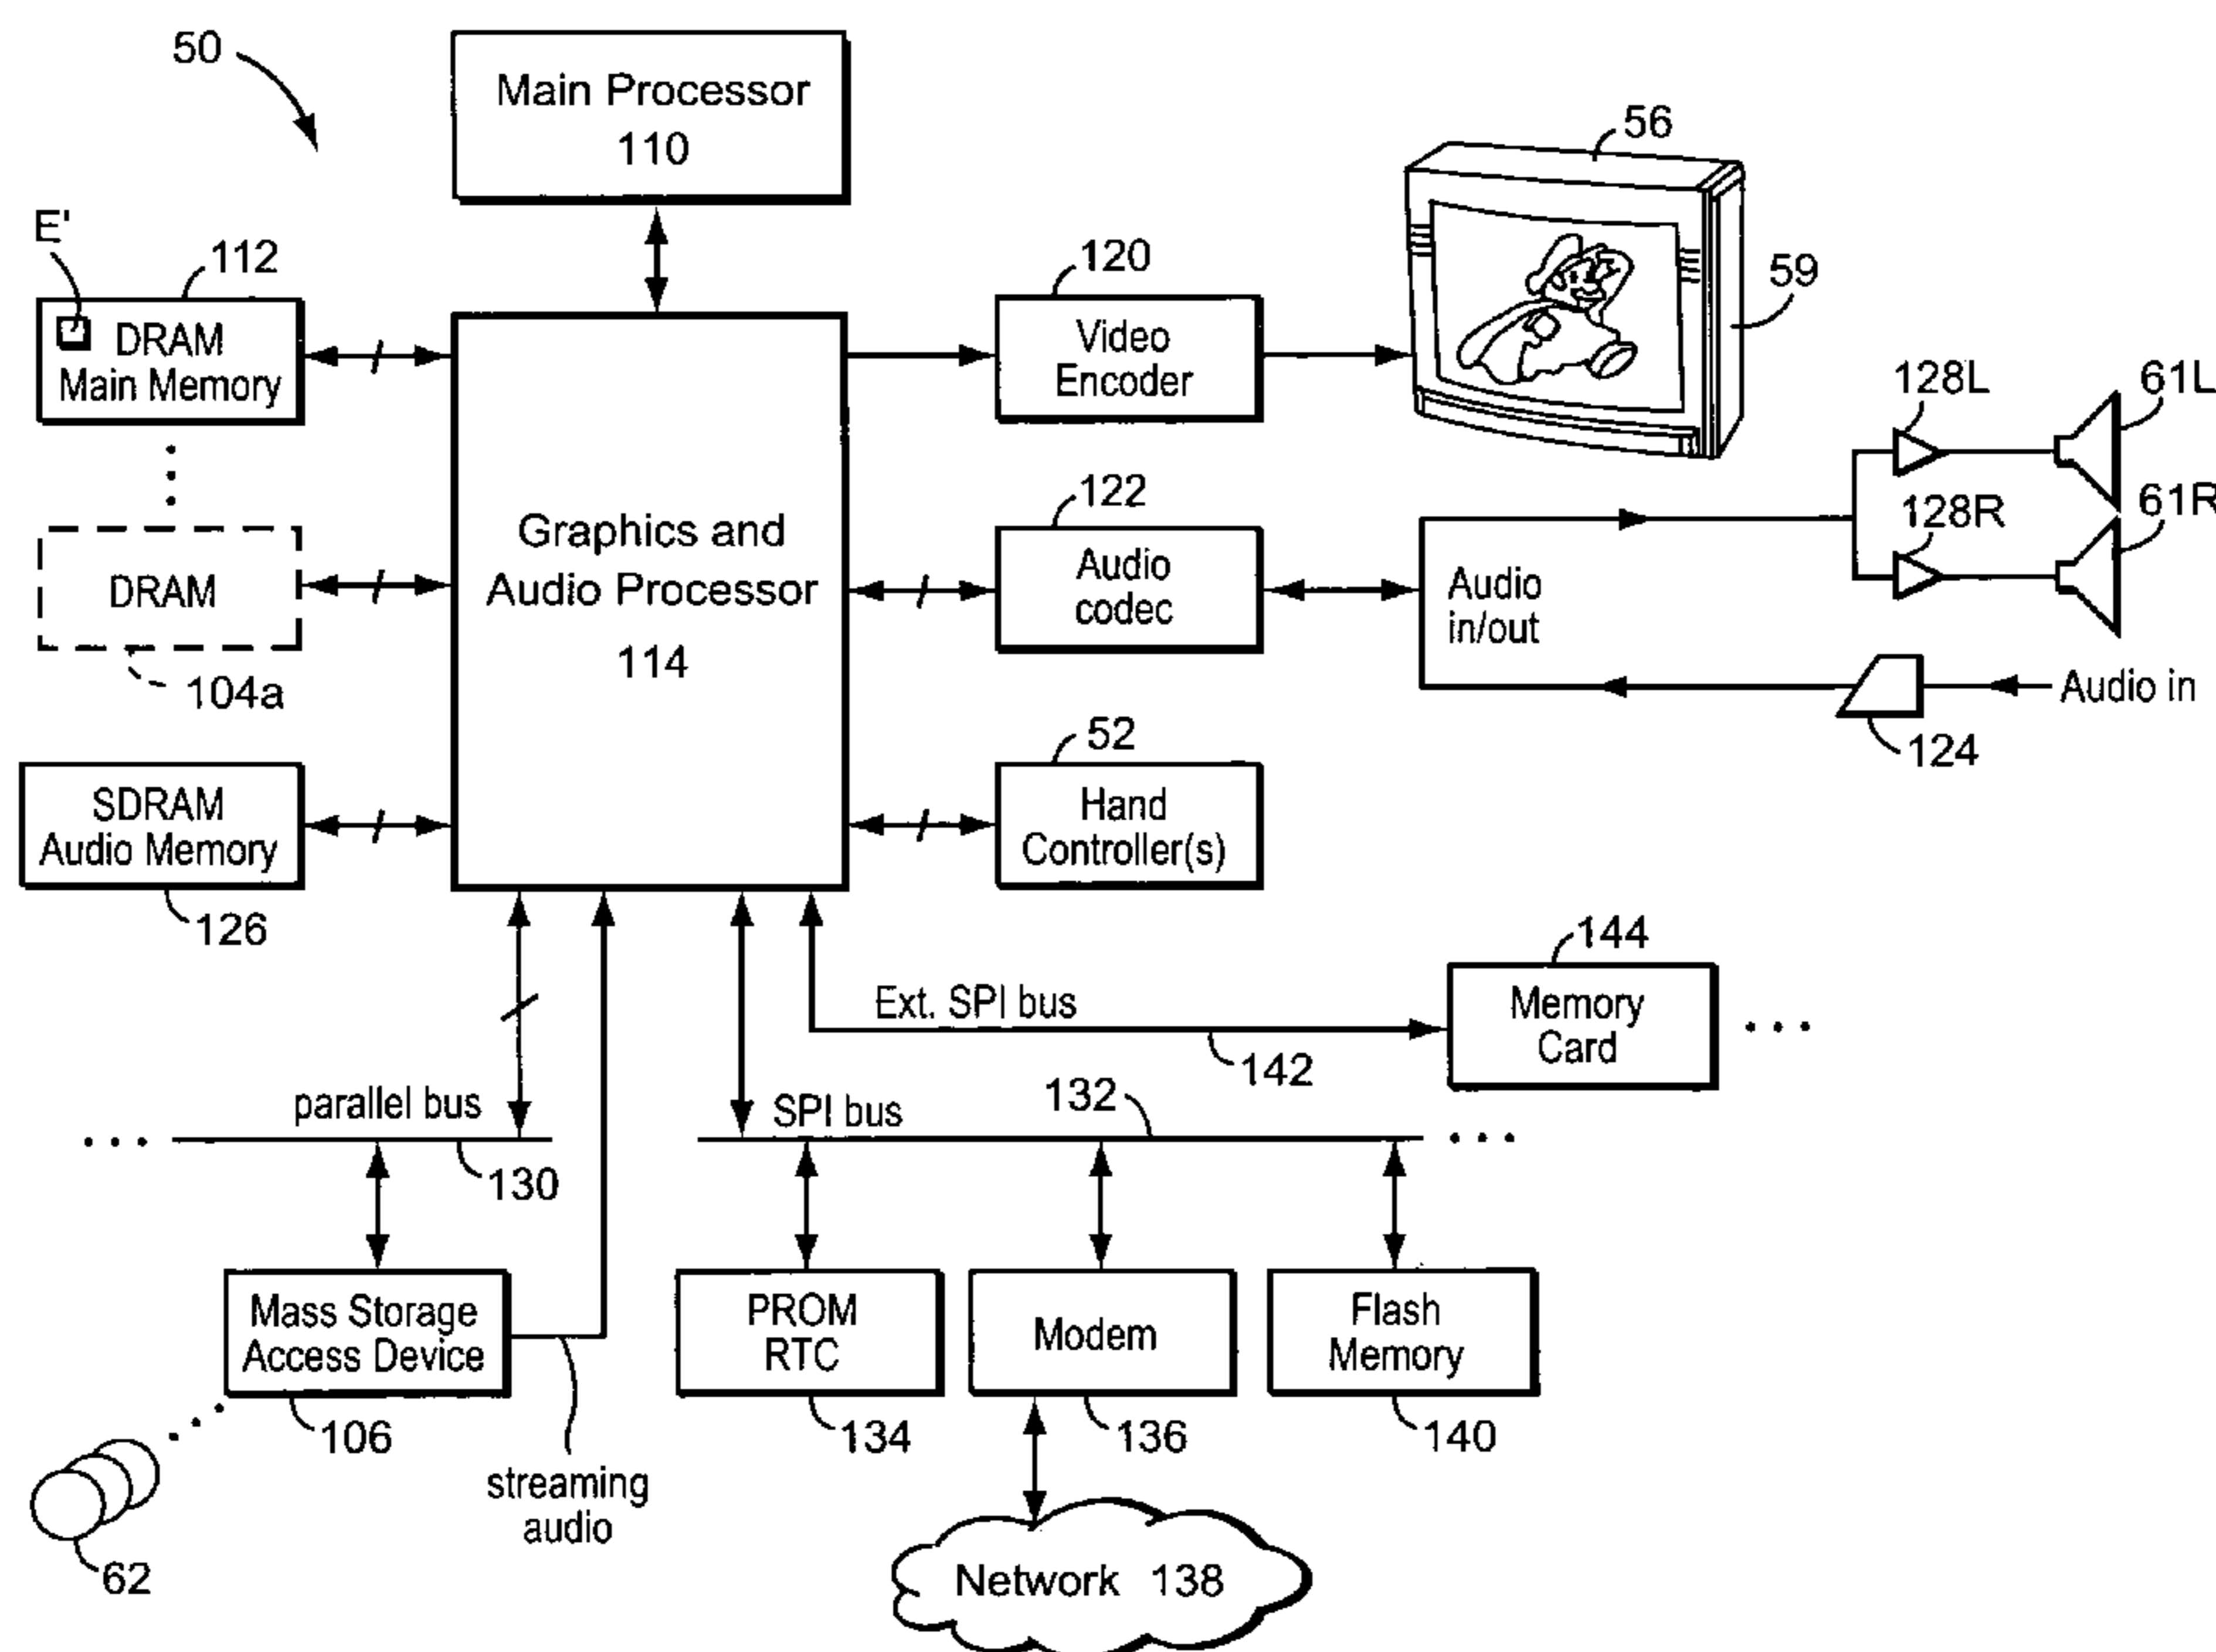 50
Main Processor
110
56
E'
112
120
59
DRAM
Main Memory
Video
Encoder
128L
61L
122
128R
61R
Graphics and
Audio Processor
114
DRAM
Audio
codec
Audio
in/out
104a
Audio in
52
124
SDRAM
Audio Memory
Hand
Controller(s)
126
144
Ext. SPI bus
Memory
Card
142
parallel bus
SPI bus
132
130
Mass Storage
Access Device
PROM
RTC
Modem
Flash
Memory
106
134
136
140
streaming
audio
62
Network 138